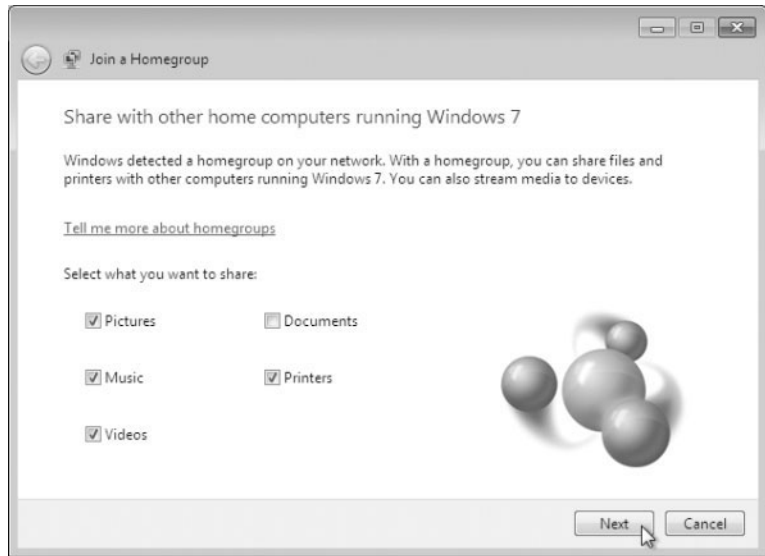 Join a Homegroup
Share with other home computers running Windows 7
Windows detected a homegroup on your network. With a homegroup, you can share files and
printers with other computers running Windows 7. You can also stream media to devices.
Tell me more about homegroups
Select what you want to share:
Pictures Documents
Music Printers
Videos
Next Cancel